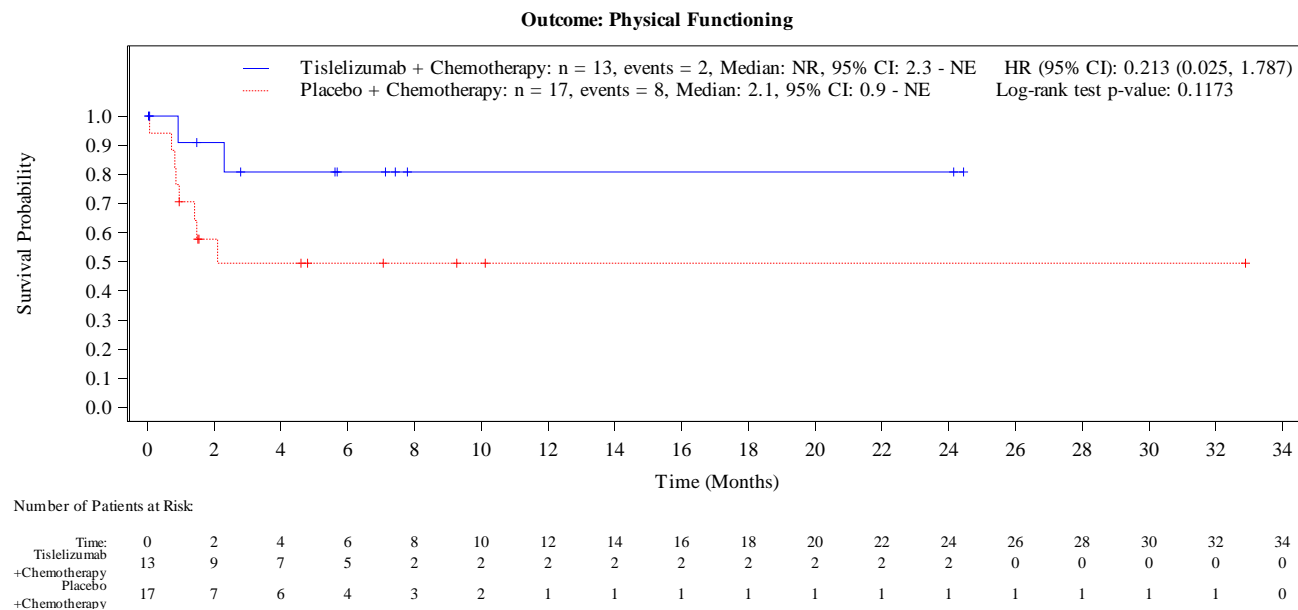 Outcome: Physical Functioning
Tislelizumab + Chemotherapy: n = 13, events = 2, Median: NR, 95% CI: 2.3 - NE HR (95% CI): 0.213 (0.025, 1.787)
Placebo + Chemotherapy: n = 17, events = 8, Median: 2.1, 95% CI: 0.9 - NE Log-rank test p-value: 0.1173
Survival Probability
1.0
0.9
0.8
0.7
0.6
0.5
0.4
0.3
0.2
0.1
0.0
0 2 4 6 8 10 12 14 16 18 20 22 24 26 28 30 32 34
Time (Months)
Number of Patients at Risk:
Time: 0 2 4 6 8 10 12 14 16 18 20 22 24 26 28 30 32 34
Tislelizumab
+Chemotherapy 13 9 7 5 2 2 2 2 2 2 2 2 2 0 0 0 0 0
Placebo
+Chemotherapy 17 7 6 4 3 2 1 1 1 1 1 1 1 1 1 1 1 0